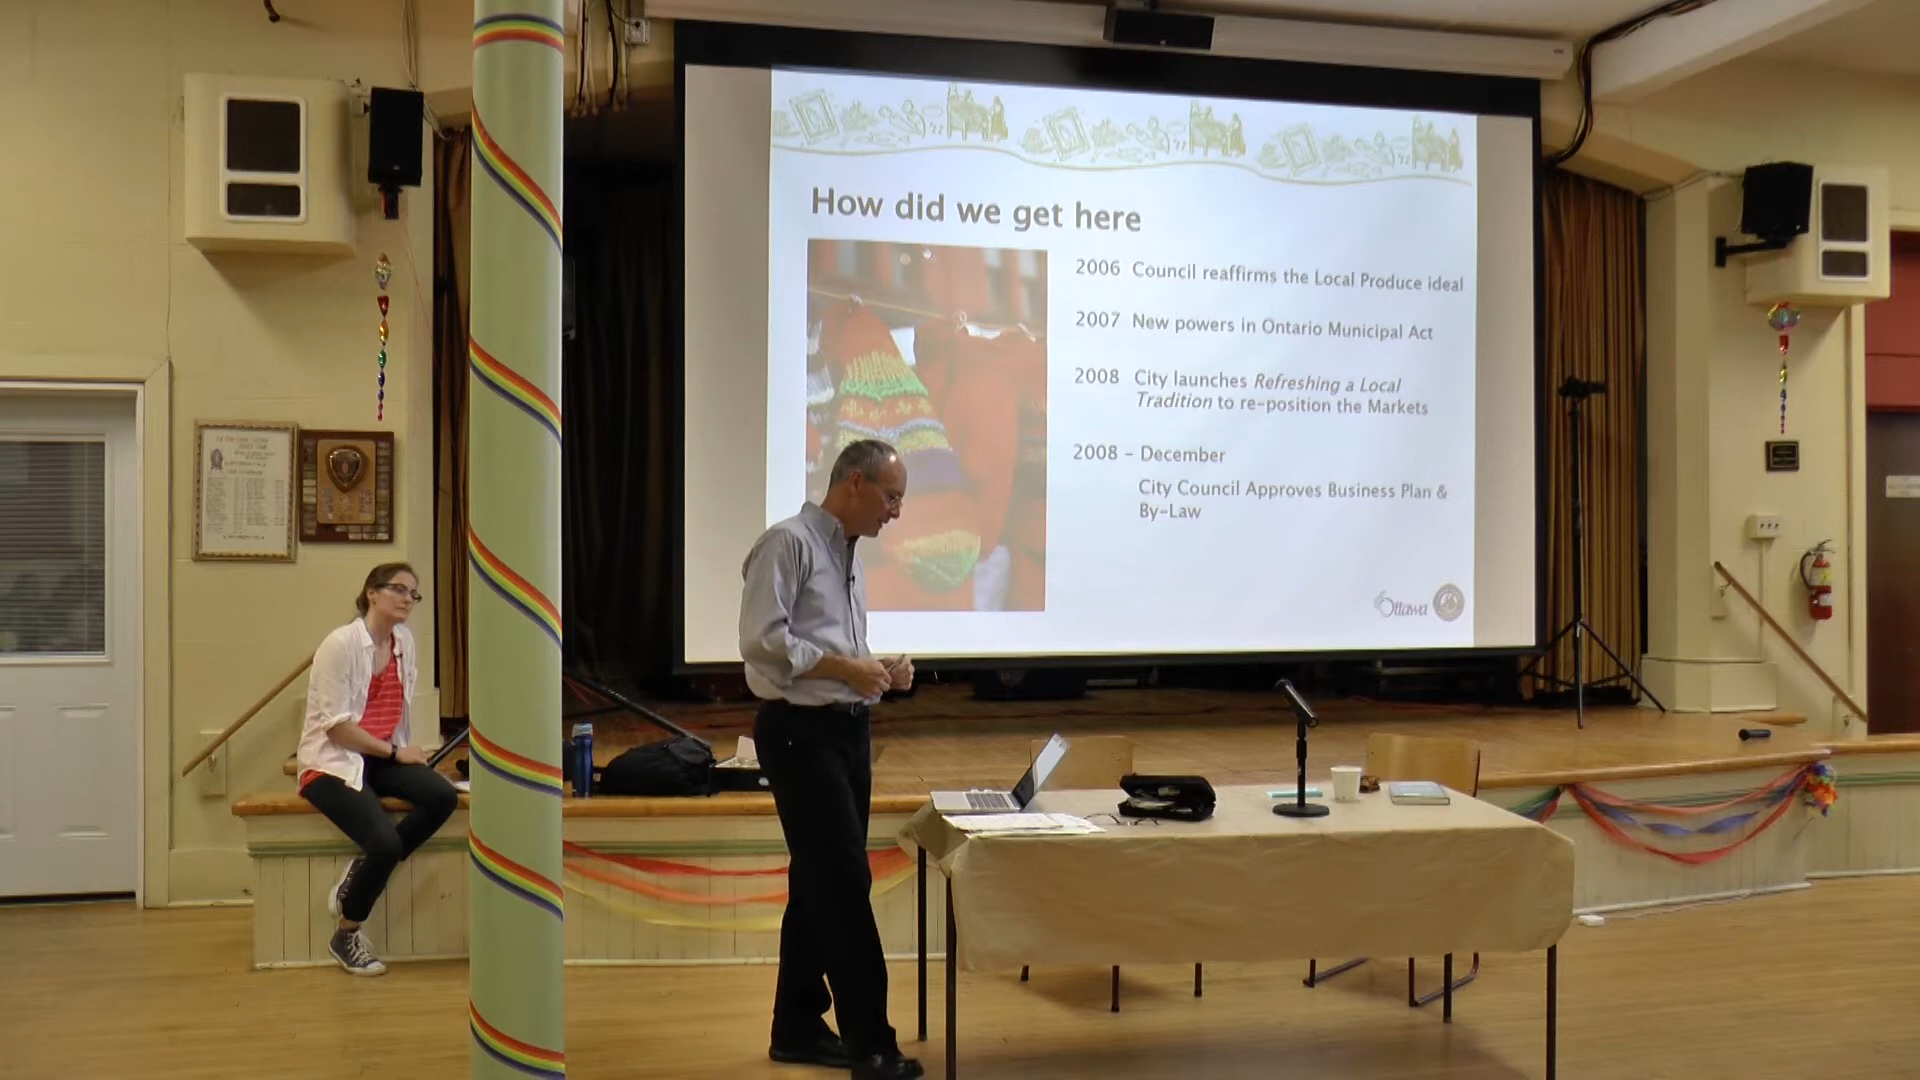 How did we get here
2006 Council reaffirms the Local Produce ideal
2007 New powers in Ontario Municipal Act
2008 City launches Refreshing a Local
Tradition to re-position the Markets
2008 - December
City Council Approves Business Plan &
By-Law
Ottawa